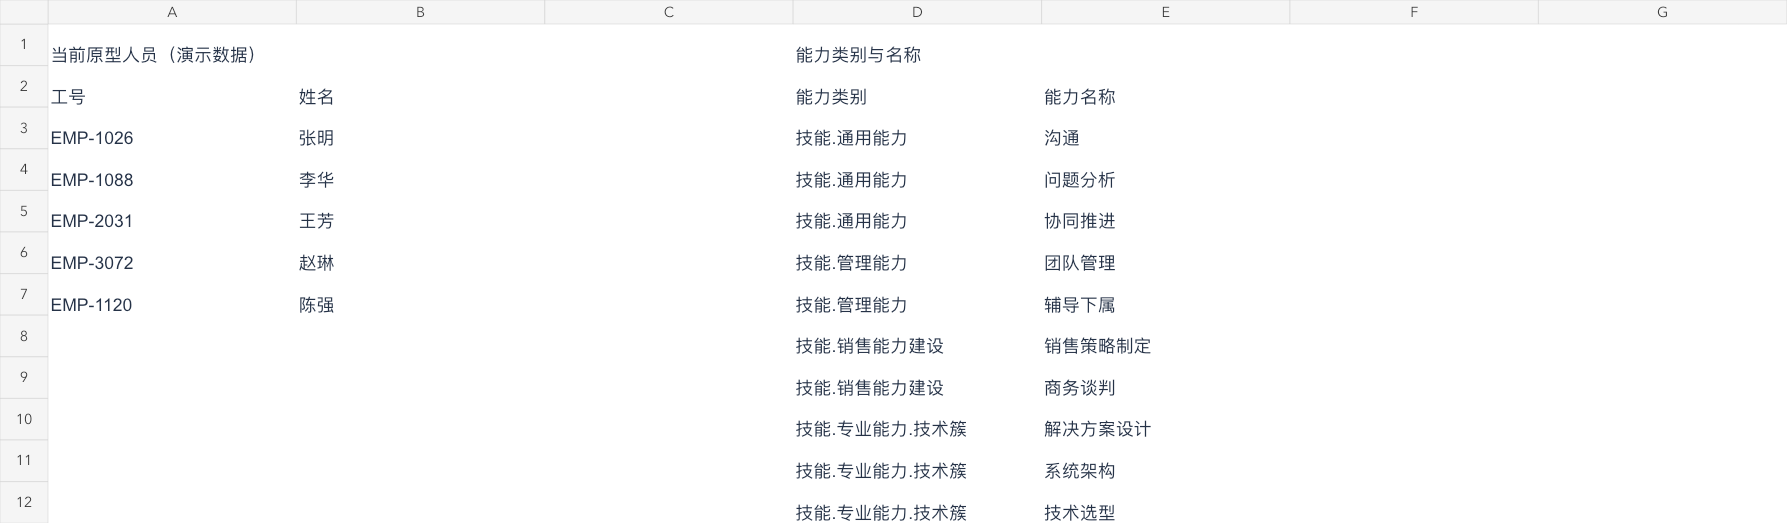 A B C D E F G
1 当前原型人员（演示数据） 能力类别与名称
2 工号 姓名 能力类别 能力名称
3 EMP-1026 张明 技能.通用能力 沟通
4 EMP-1088 李华 技能.通用能力 问题分析
5 EMP-2031 王芳 技能.通用能力 协同推进
6 EMP-3072 赵琳 技能.管理能力 团队管理
7 EMP-1120 陈强 技能.管理能力 辅导下属
8 技能.销售能力建设 销售策略制定
9 技能.销售能力建设 商务谈判
10 技能.专业能力.技术簇 解决方案设计
11 技能.专业能力.技术簇 系统架构
12 技能.专业能力.技术簇 技术选型